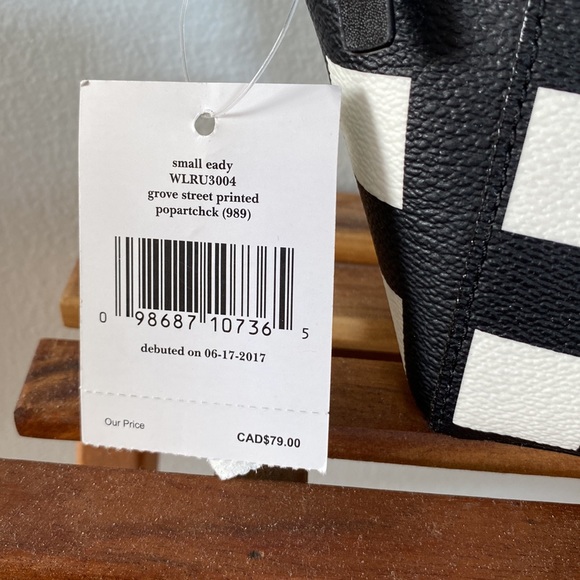 small eady
WLRU3004
grove street printed
popartchck (989)
0 98687 10736 5
debuted on 06-17-2017
Our Price
CAD$79.00